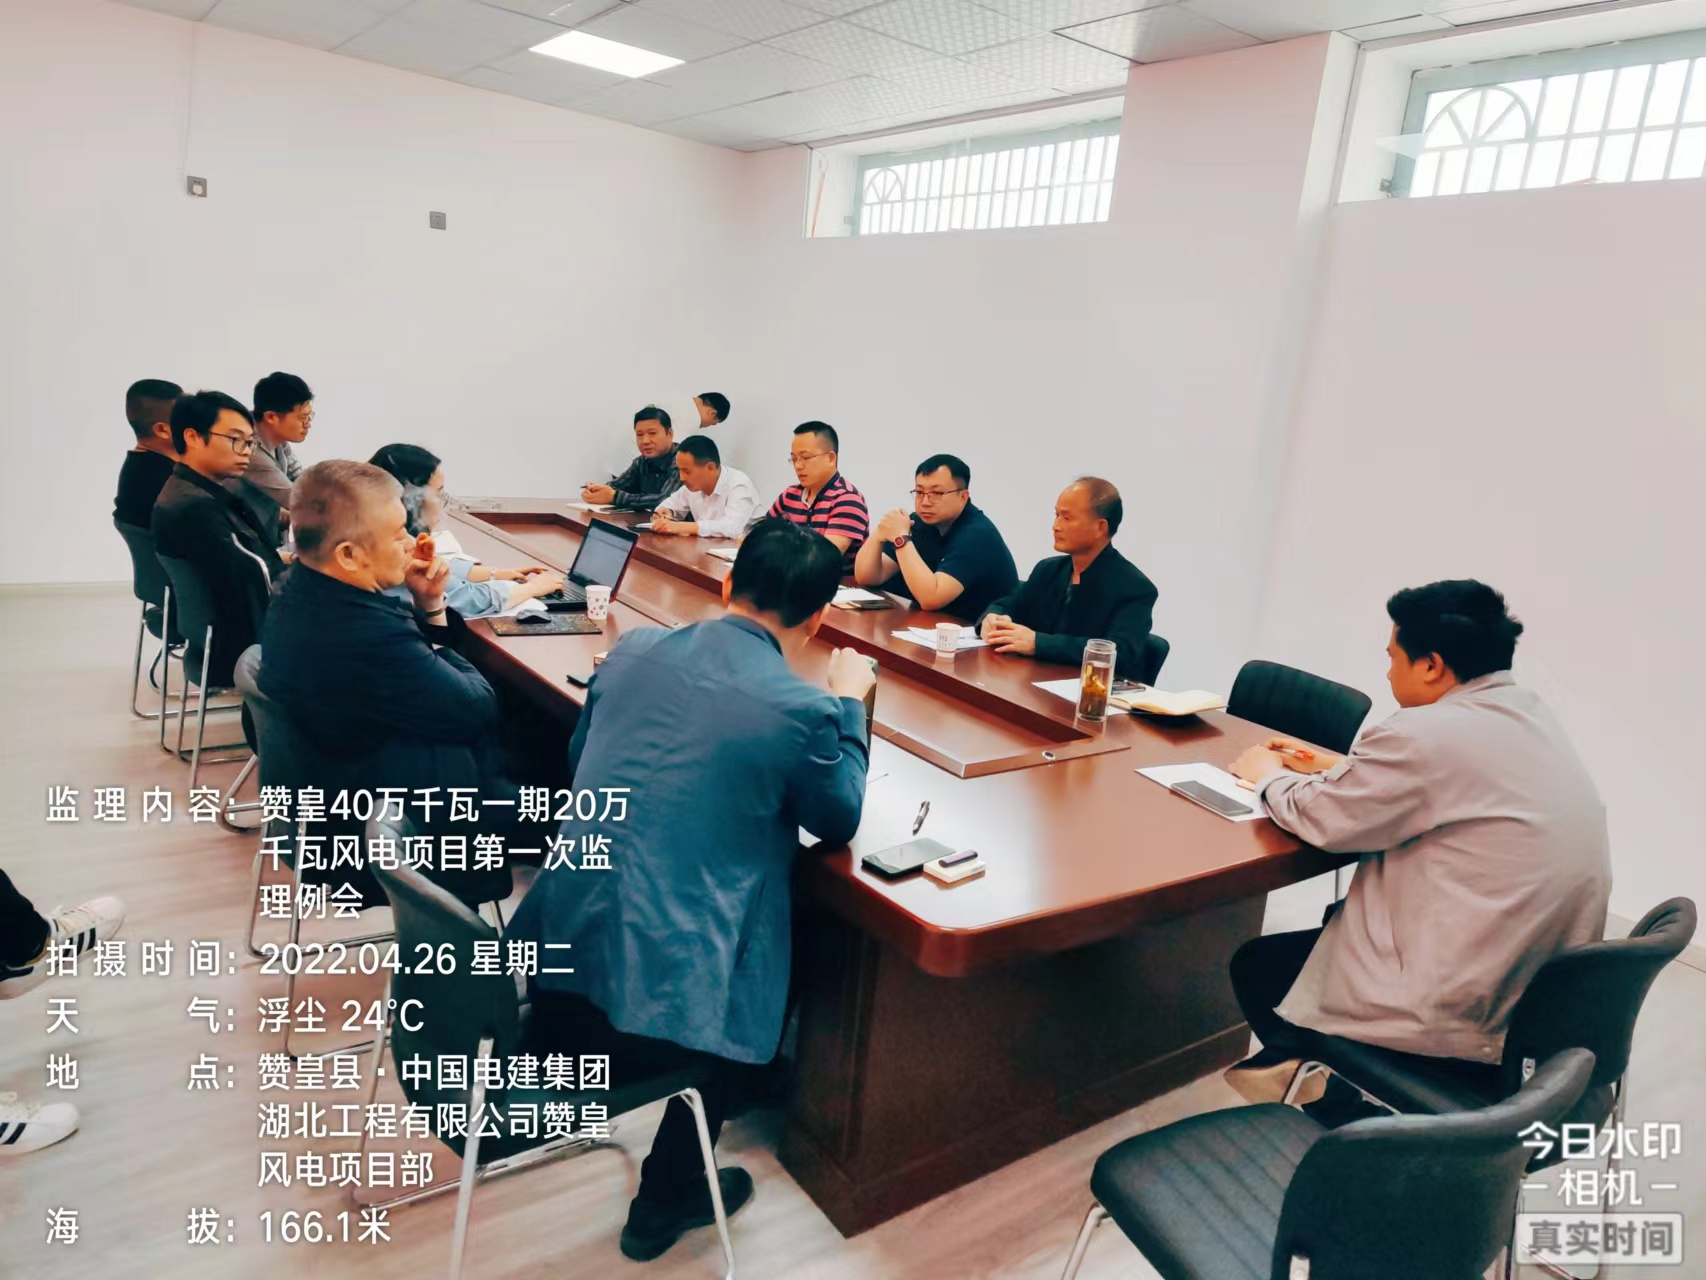 监理内容：赞皇40万千瓦一期20万
千瓦风电项目第一次监
理例会
拍摄时间：2022.04.26 星期二
天气：浮尘 24℃
地点：赞皇县·中国电建集团
湖北工程有限公司赞皇
风电项目部
海拔：166.1米
今日水印
-相机-
真实时间